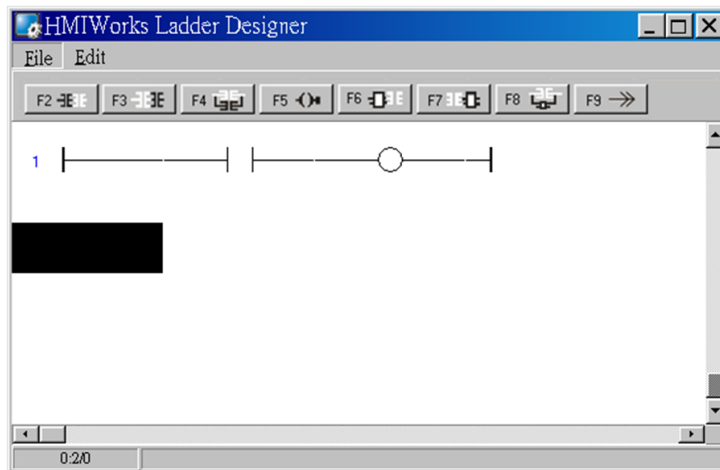 HMIWorks Ladder Designer
File Edit
F2 F3 F4 F5 F6 F7 F8 F9
1
0:2/0